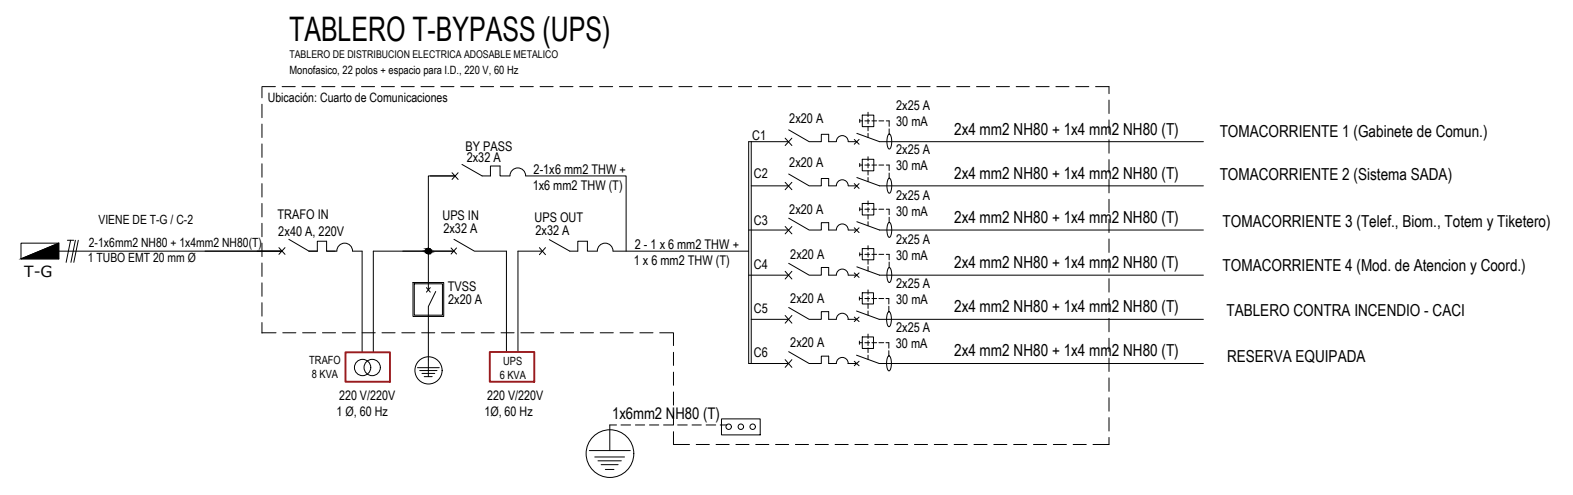 TABLERO T-BYPASS (UPS)
TABLERO DE DISTRIBUCION ELECTRICA ADOSABLE METALICO
Monofasico, 22 polos + espacio para I.D., 220 V, 60 Hz
Ubicación: Cuarto de Comunicaciones
VIENE DE T-G / C-2
2-1x6mm2 NH80 + 1x4mm2 NH80(T)
1 TUBO EMT 20 mm Ø
T-G
TRAFO IN
2x40 A, 220V
BY PASS
2x32 A
2-1x6 mm2 THW +
1x6 mm2 THW (T)
UPS IN
2x32 A
UPS OUT
2x32 A
2 - 1 x 6 mm2 THW +
1 x 6 mm2 THW (T)
TVSS
2x20 A
TRAFO
8 KVA
220 V/220V
1 Ø, 60 Hz
UPS
6 KVA
220 V/220V
1Ø, 60 Hz
1x6mm2 NH80 (T)
C1
2x20 A
2x25 A
30 mA
2x4 mm2 NH80 + 1x4 mm2 NH80 (T)
TOMACORRIENTE 1 (Gabinete de Comun.)
C2
2x20 A
2x25 A
30 mA
2x4 mm2 NH80 + 1x4 mm2 NH80 (T)
TOMACORRIENTE 2 (Sistema SADA)
C3
2x20 A
2x25 A
30 mA
2x4 mm2 NH80 + 1x4 mm2 NH80 (T)
TOMACORRIENTE 3 (Telef., Biom., Totem y Tiketero)
C4
2x20 A
2x25 A
30 mA
2x4 mm2 NH80 + 1x4 mm2 NH80 (T)
TOMACORRIENTE 4 (Mod. de Atencion y Coord.)
C5
2x20 A
2x25 A
30 mA
2x4 mm2 NH80 + 1x4 mm2 NH80 (T)
TABLERO CONTRA INCENDIO - CACI
C6
2x20 A
2x25 A
30 mA
2x4 mm2 NH80 + 1x4 mm2 NH80 (T)
RESERVA EQUIPADA